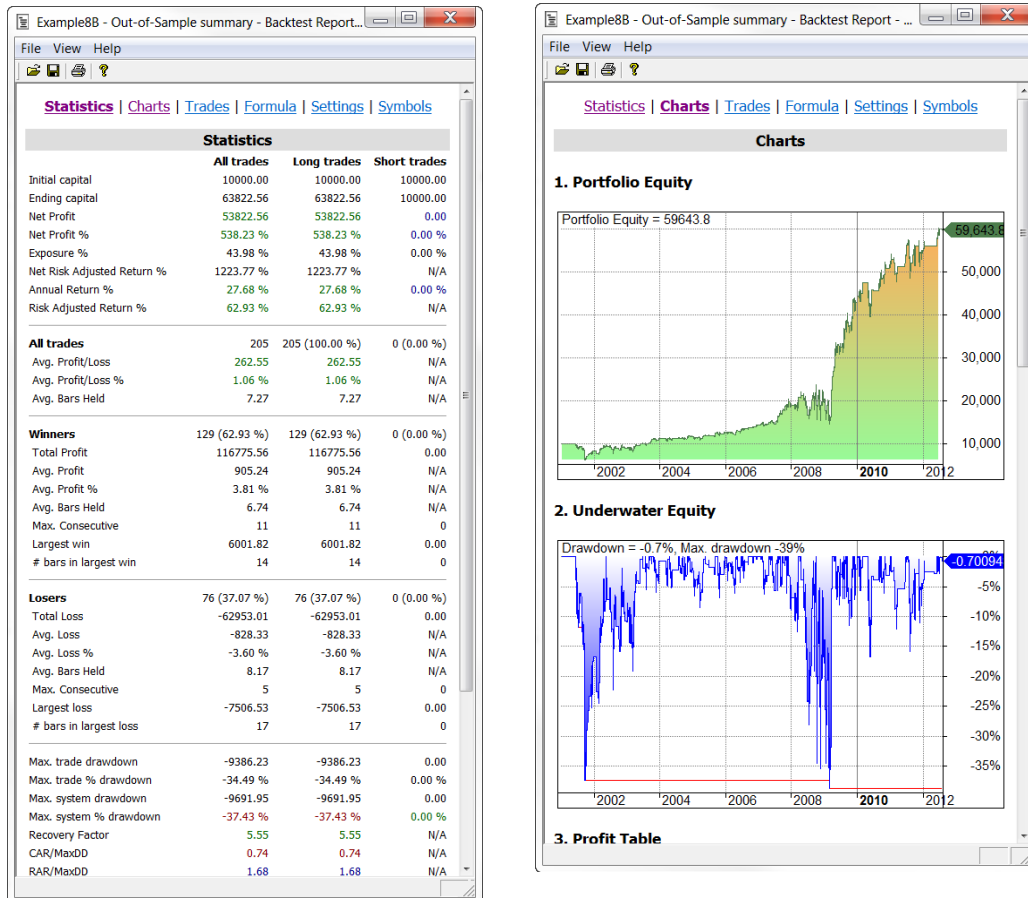 Example8B - Out-of-Sample summary - Backtest Report...
File View Help
Statistics | Charts | Trades | Formula | Settings | Symbols
Statistics
All trades Long trades Short trades
Initial capital 10000.00 10000.00 10000.00
Ending capital 63822.56 63822.56 10000.00
Net Profit 53822.56 53822.56 0.00
Net Profit % 538.23 % 538.23 % 0.00 %
Exposure % 43.98 % 43.98 % 0.00 %
Net Risk Adjusted Return % 1223.77 % 1223.77 % N/A
Annual Return % 27.68 % 27.68 % 0.00 %
Risk Adjusted Return % 62.93 % 62.93 % N/A
All trades 205 205 (100.00 %) 0 (0.00 %)
Avg. Profit/Loss 262.55 262.55 N/A
Avg. Profit/Loss % 1.06 % 1.06 % N/A
Avg. Bars Held 7.27 7.27 N/A
Winners 129 (62.93 %) 129 (62.93 %) 0 (0.00 %)
Total Profit 116775.56 116775.56 0.00
Avg. Profit 905.24 905.24 N/A
Avg. Profit % 3.81 % 3.81 % N/A
Avg. Bars Held 6.74 6.74 N/A
Max. Consecutive 11 11 0
Largest win 6001.82 6001.82 0.00
# bars in largest win 14 14 0
Losers 76 (37.07 %) 76 (37.07 %) 0 (0.00 %)
Total Loss -62953.01 -62953.01 0.00
Avg. Loss -828.33 -828.33 N/A
Avg. Loss % -3.60 % -3.60 % N/A
Avg. Bars Held 8.17 8.17 N/A
Max. Consecutive 5 5 0
Largest loss -7506.53 -7506.53 0.00
# bars in largest loss 17 17 0
Max. trade drawdown -9386.23 -9386.23 0.00
Max. trade % drawdown -34.49 % -34.49 % 0.00 %
Max. system drawdown -9691.95 -9691.95 0.00
Max. system % drawdown -37.43 % -37.43 % 0.00 %
Recovery Factor 5.55 5.55 N/A
CAR/MaxDD 0.74 0.74 N/A
RAR/MaxDD 1.68 1.68 N/A
Example8B - Out-of-Sample summary - Backtest Report - ...
File View Help
Statistics | Charts | Trades | Formula | Settings | Symbols
Charts
1. Portfolio Equity
Portfolio Equity = 59643.8
59,643.8
50,000
40,000
30,000
20,000
10,000
2002 2004 2006 2008 2010 2012
2. Underwater Equity
Drawdown = -0.7%, Max. drawdown -39%
-0.70094
-5%
-10%
-15%
-20%
-25%
-30%
-35%
2002 2004 2006 2008 2010 2012
3. Profit Table